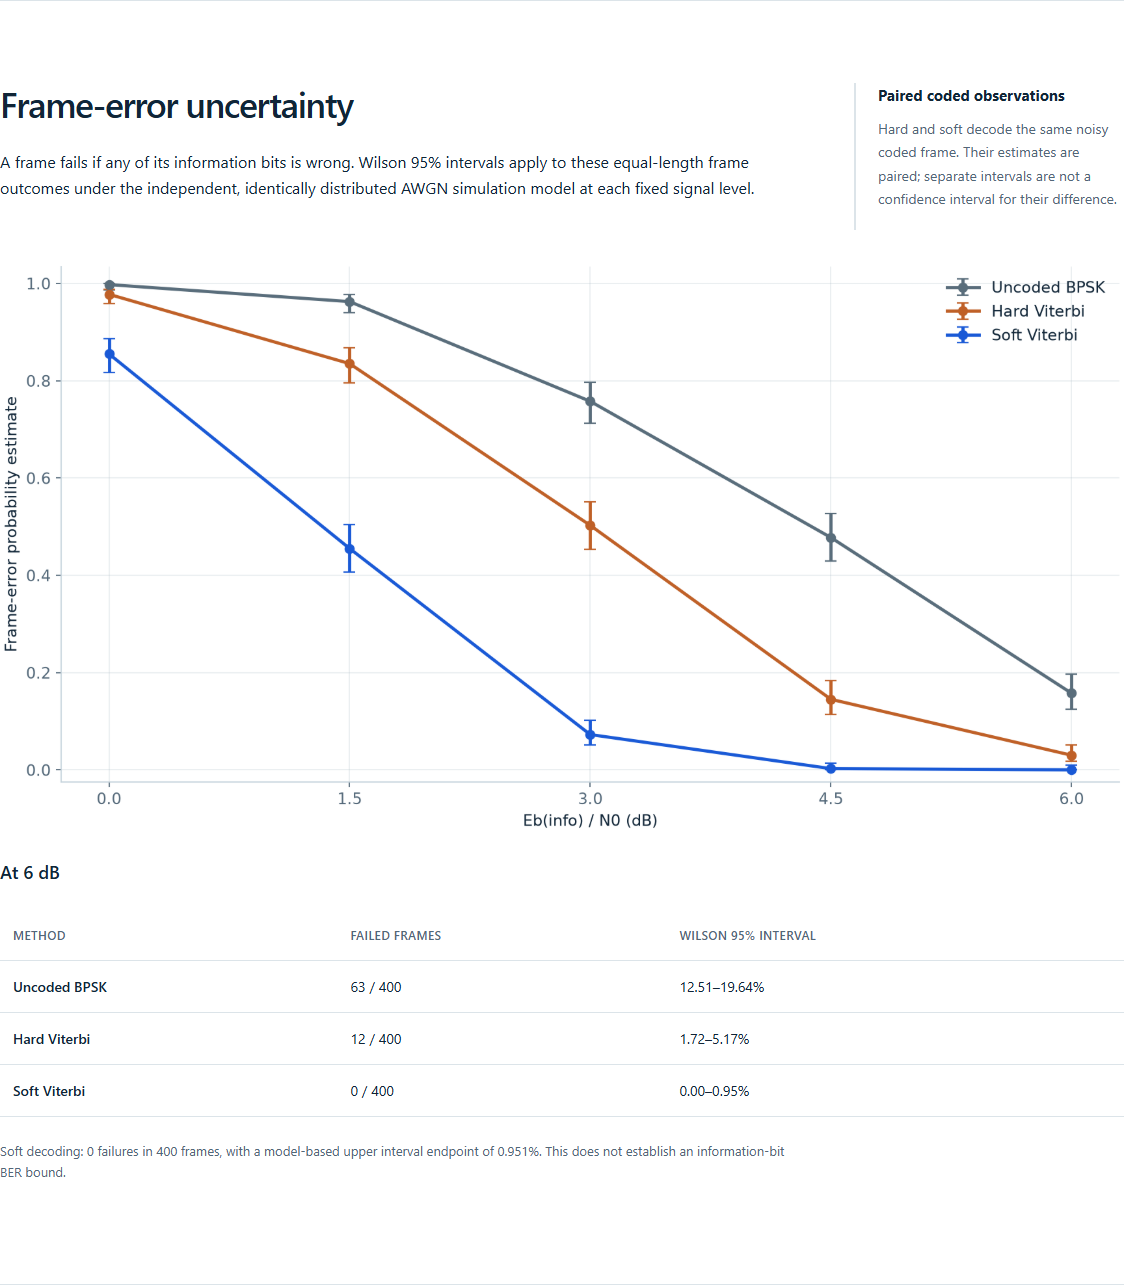 Frame-error uncertainty
A frame fails if any of its information bits is wrong. Wilson 95% intervals apply to these equal-length frame
outcomes under the independent, identically distributed AWGN simulation model at each fixed signal level.
Paired coded observations
Hard and soft decode the same noisy
coded frame. Their estimates are
paired; separate intervals are not a
confidence interval for their difference.
Uncoded BPSK
Hard Viterbi
Soft Viterbi
Frame-error probability estimate
1.0
0.8
0.6
0.4
0.2
0.0
0.0 1.5 3.0 4.5 6.0
Eb(info) / N0 (dB)
At 6 dB
METHOD FAILED FRAMES WILSON 95% INTERVAL
Uncoded BPSK 63 / 400 12.51–19.64%
Hard Viterbi 12 / 400 1.72–5.17%
Soft Viterbi 0 / 400 0.00–0.95%
Soft decoding: 0 failures in 400 frames, with a model-based upper interval endpoint of 0.951%. This does not establish an information-bit
BER bound.